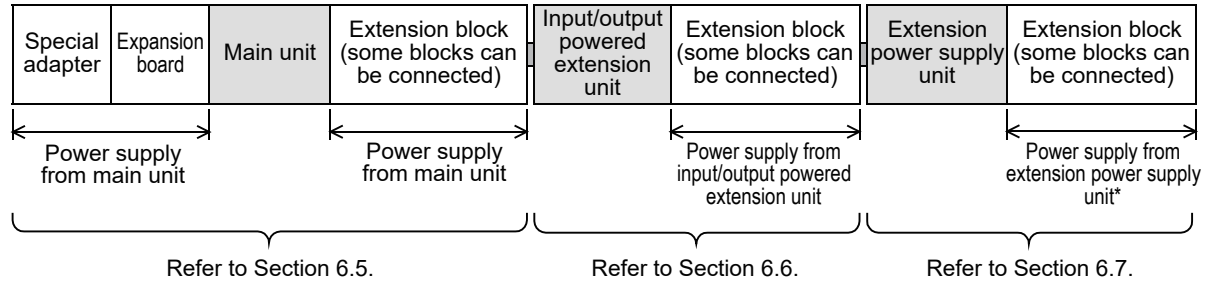 Special
adapter
Expansion
board
Main unit
Extension block
(some blocks can
be connected)
Input/output
powered
extension
unit
Extension block
(some blocks can
be connected)
Extension
power supply
unit
Extension block
(some blocks can
be connected)
Power supply
from main unit
Power supply
from main unit
Power supply from
input/output powered
extension unit
Power supply from
extension power supply
unit*
Refer to Section 6.5.
Refer to Section 6.6.
Refer to Section 6.7.